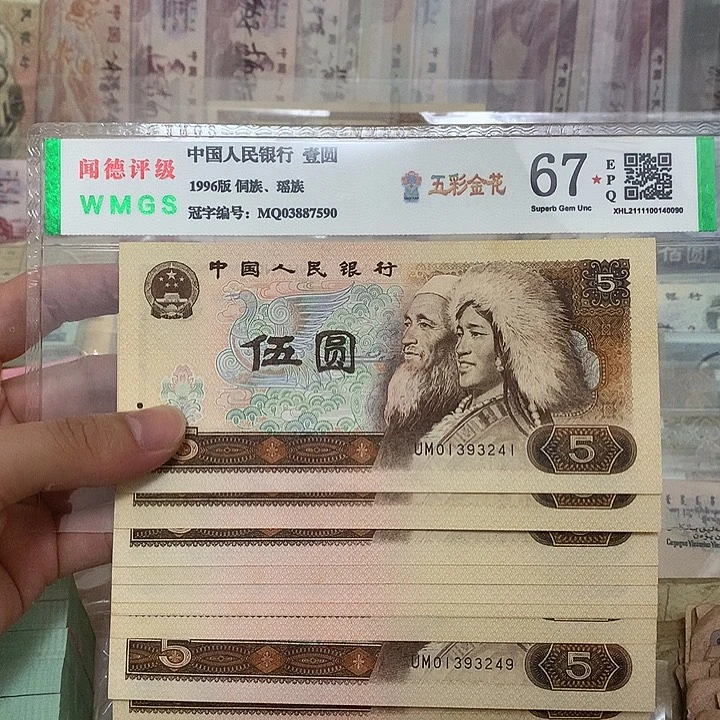 闻德评级
WMGS
中国人民银行 壹圆
1996版 侗族、瑶族
冠字编号：MQ03887590
五彩金花
67
EPQ
Superb Gem Unc
XHL2111100140090
中国人民银行
5
伍圆
5
UM01393241
5
5
UM01393249
5